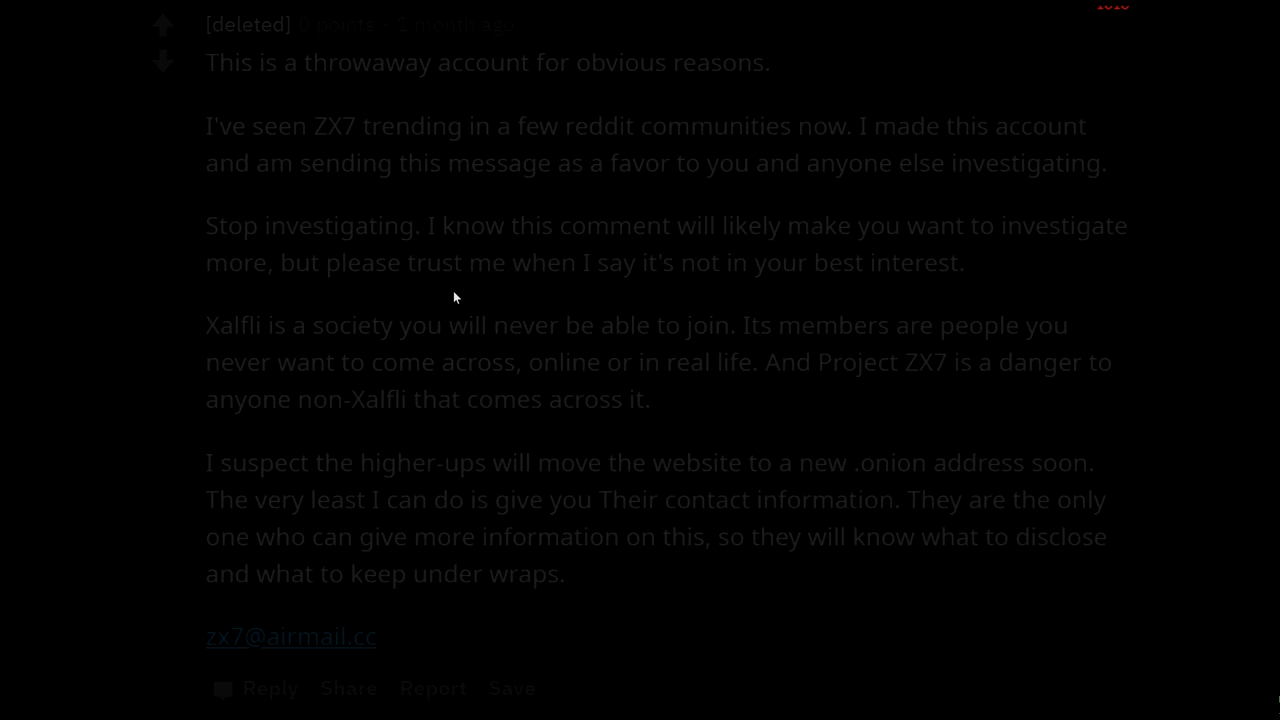 [deleted] 0 points · 1 month ago
This is a throwaway account for obvious reasons.
I've seen ZX7 trending in a few reddit communities now. I made this account
and am sending this message as a favor to you and anyone else investigating.
Stop investigating. I know this comment will likely make you want to investigate
more, but please trust me when I say it's not in your best interest.
Xalfli is a society you will never be able to join. Its members are people you
never want to come across, online or in real life. And Project ZX7 is a danger to
anyone non-Xalfli that comes across it.
I suspect the higher-ups will move the website to a new .onion address soon.
The very least I can do is give you Their contact information. They are the only
one who can give more information on this, so they will know what to disclose
and what to keep under wraps.
zx7@airmail.cc
Reply Share Report Save